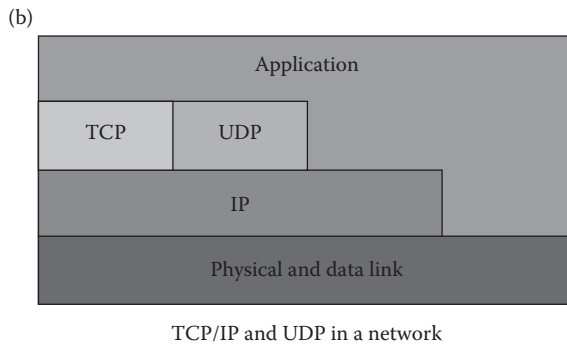 (b)
Application
TCP UDP
IP
Physical and data link
TCP/IP and UDP in a network